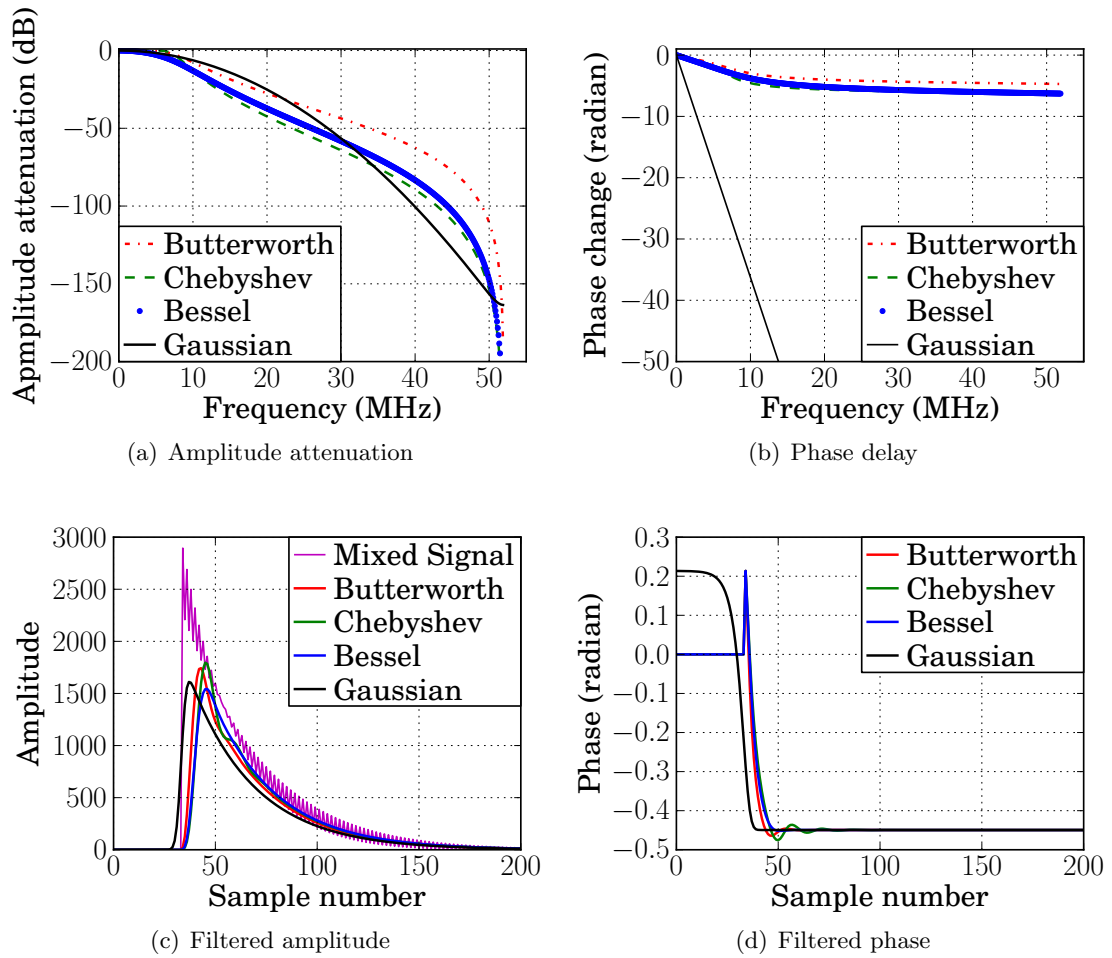 Apmplitude attenuation (dB)
0
−50
−100
−150
−200
0 10 20 30 40 50
Butterworth
Chebyshev
Bessel
Gaussian
Frequency (MHz)
(a) Amplitude attenuation
Phase change (radian)
0
−10
−20
−30
−40
−50
0 10 20 30 40 50
Butterworth
Chebyshev
Bessel
Gaussian
Frequency (MHz)
(b) Phase delay
Amplitude
3000
2500
2000
1500
1000
500
0
0 50 100 150 200
Mixed Signal
Butterworth
Chebyshev
Bessel
Gaussian
Sample number
(c) Filtered amplitude
Phase (radian)
0.3
0.2
0.1
0.0
−0.1
−0.2
−0.3
−0.4
−0.5
0 50 100 150 200
Butterworth
Chebyshev
Bessel
Gaussian
Sample number
(d) Filtered phase